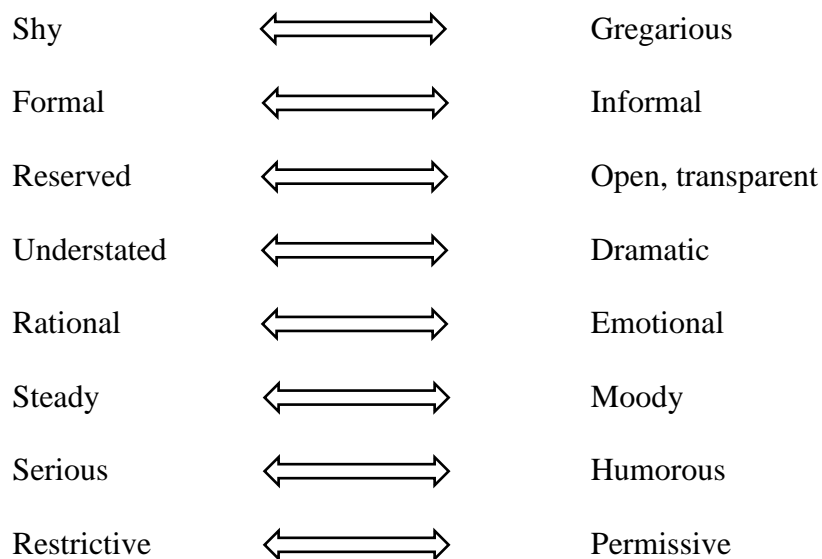 Shy Gregarious
Formal Informal
Reserved Open, transparent
Understated Dramatic
Rational Emotional
Steady Moody
Serious Humorous
Restrictive Permissive